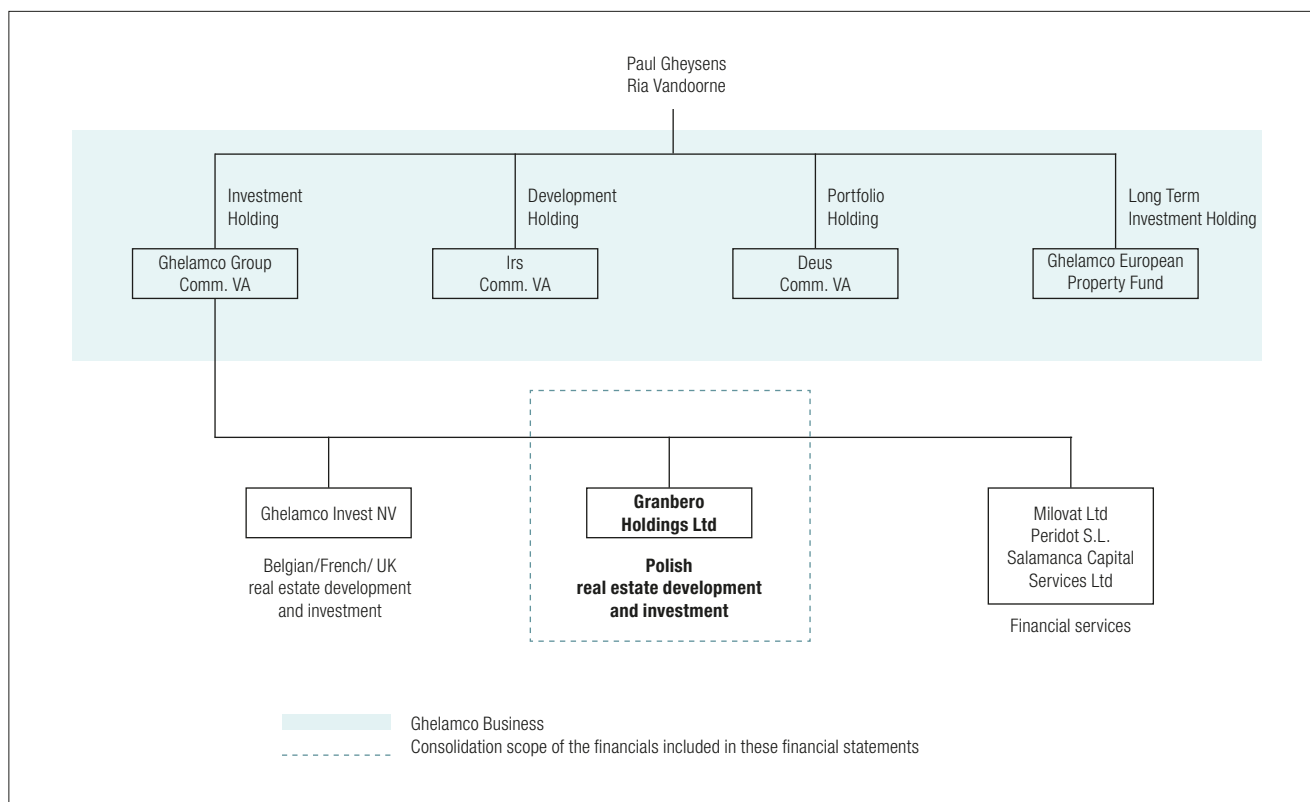 Paul Gheysens
Ria Vandoorne
Investment
Holding
Development
Holding
Portfolio
Holding
Long Term
Investment Holding
Ghelamco Group
Comm. VA
Irs
Comm. VA
Deus
Comm. VA
Ghelamco European
Property Fund
Ghelamco Invest NV
Belgian/French/ UK
real estate development
and investment
Granbero
Holdings Ltd
Polish
real estate development
and investment
Milovat Ltd
Peridot S.L.
Salamanca Capital
Services Ltd
Financial services
Ghelamco Business
Consolidation scope of the financials included in these financial statements